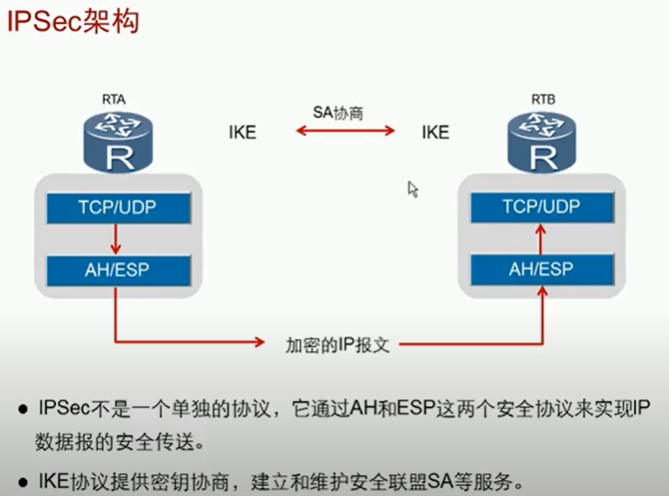 IPSec架构
RTA
RTB
SA协商
IKE
IKE
R
R
TCP/UDP
TCP/UDP
AH/ESP
AH/ESP
加密的IP报文
● IPSec不是一个单独的协议，它通过AH和ESP这两个安全协议来实现IP
数据报的安全传送。
● IKE协议提供密钥协商，建立和维护安全联盟SA等服务。